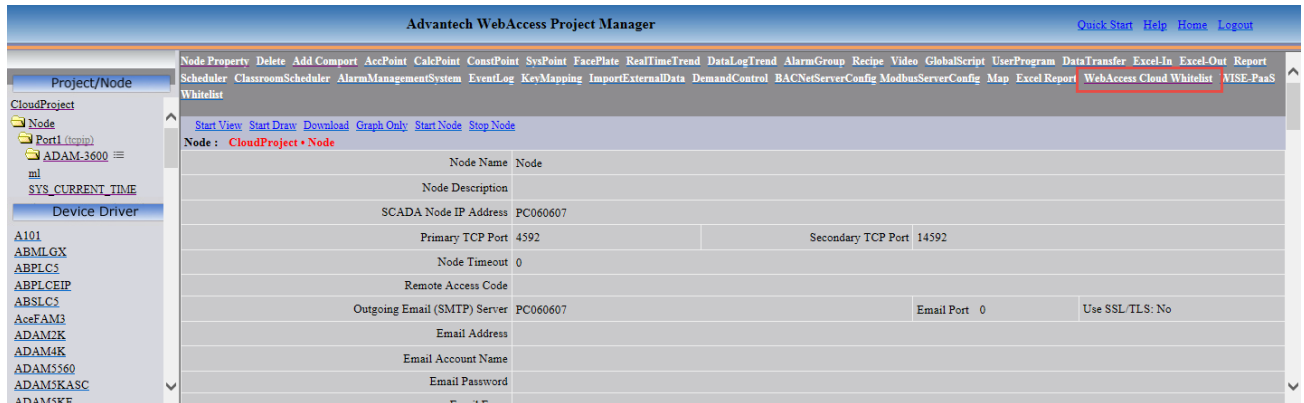 Advantech WebAccess Project Manager
Quick Start Help Home Logout
Node Property Delete Add Comport AccPoint CalcPoint ConstPoint SysPoint FacePlate RealTimeTrend DataLogTrend AlarmGroup Recipe Video GlobalScript UserProgram DataTransfer Excel-In Excel-Out Report
Scheduler ClassroomScheduler AlarmManagementSystem EventLog KeyMapping ImportExternalData DemandControl BACNetServerConfig ModbusServerConfig Map Excel Report WebAccess Cloud Whitelist WISE-PaaS
Whitelist
Project/Node
CloudProject
Node
Port1 (tcpip)
ADAM-3600
ml
SYS_CURRENT_TIME
Device Driver
A101
ABMLGX
ABPLC5
ABPLCEIP
ABSLC5
AceFAM3
ADAM2K
ADAM4K
ADAM5560
ADAM5KASC
ADAM5KE
Start View Start Draw Download Graph Only Start Node Stop Node
Node : CloudProject • Node
Node Name Node
Node Description
SCADA Node IP Address PC060607
Primary TCP Port 4592 Secondary TCP Port 14592
Node Timeout 0
Remote Access Code
Outgoing Email (SMTP) Server PC060607 Email Port 0 Use SSL/TLS: No
Email Address
Email Account Name
Email Password